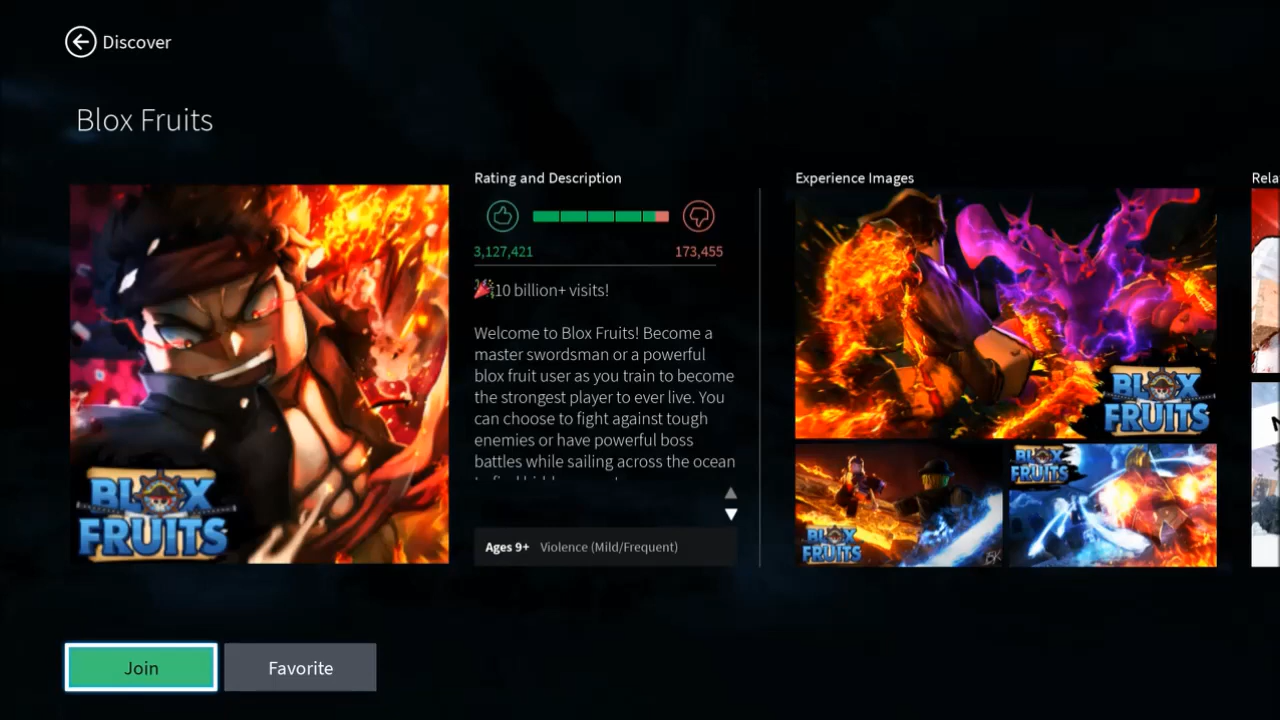 Discover
Blox Fruits
Rating and Description
3,127,421
173,455
10 billion+ visits!
Welcome to Blox Fruits! Become a
master swordsman or a powerful
blox fruit user as you train to become
the strongest player to ever live. You
can choose to fight against tough
enemies or have powerful boss
battles while sailing across the ocean
Ages 9+ Violence (Mild/Frequent)
Experience Images
Rela
BLOX
FRUITS
BLOX
FRUITS
BLOX
FRUITS
BLOX
FRUITS
Join
Favorite